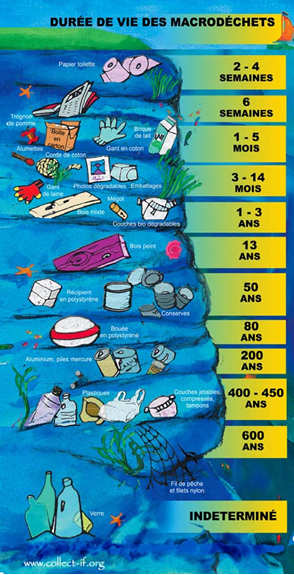 DURÉE DE VIE DES MACRODÉCHETS
Papier toilette
2 - 4
SEMAINES
6
SEMAINES
Trognon
de pomme
Boîte
en
carton
Brique
de lait
Allumettes
Gant en coton
1 - 5
MOIS
Corde de coton
Gant
de laine
Photos dégradables
Emballages
3 - 14
MOIS
Mégot
Bois mode
Couches bio dégradables
1 - 3
ANS
Bois peint
13
ANS
Récipient
en polystyrène
Conserves
50
ANS
Bouée
en polystyrène
80
ANS
Aluminium, piles mercure
200
ANS
Plastiques
Couches jetables,
compresses,
tampons
400 - 450
ANS
600
ANS
Fil de pêche
et filets nylon
Verre
INDETERMINÉ
www.collect-if.org